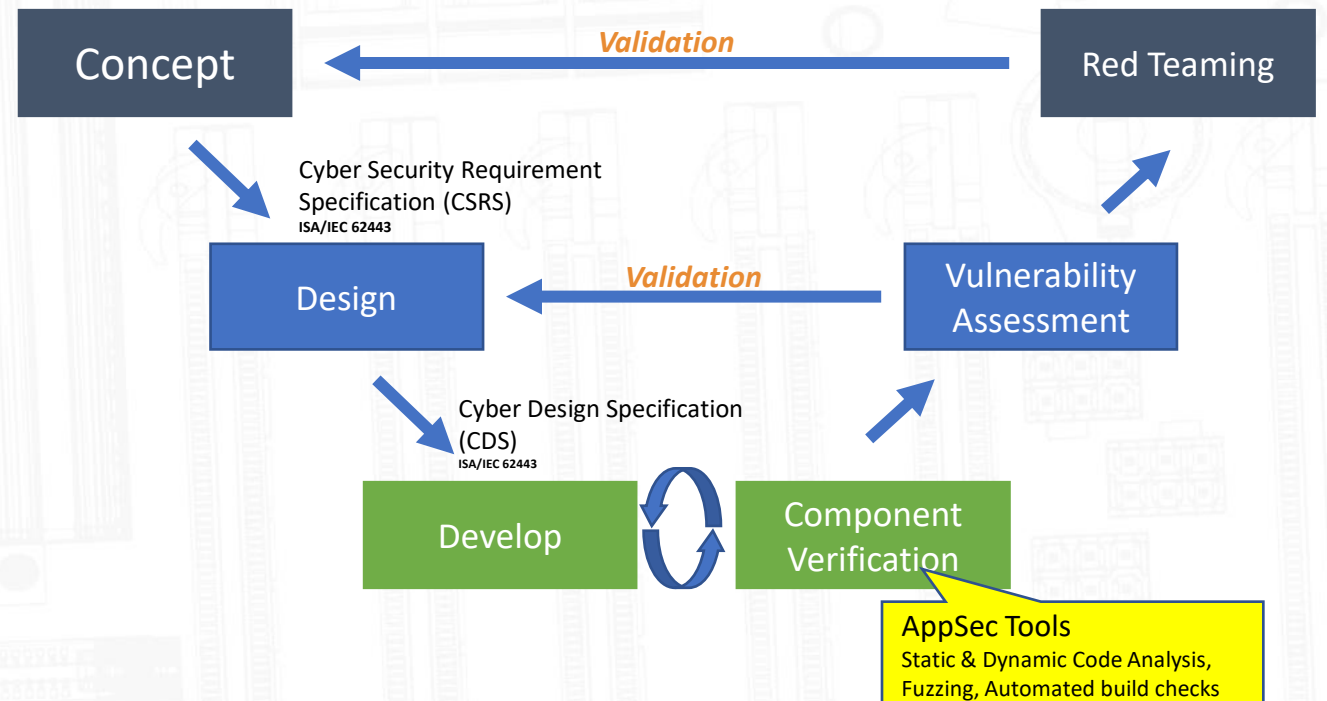 Concept
Validation
Red Teaming
Cyber Security Requirement
Specification (CSRS)
ISA/IEC 62443
Design
Validation
Vulnerability
Assessment
Cyber Design Specification
(CDS)
ISA/IEC 62443
Develop
Component
Verification
AppSec Tools
Static & Dynamic Code Analysis,
Fuzzing, Automated build checks